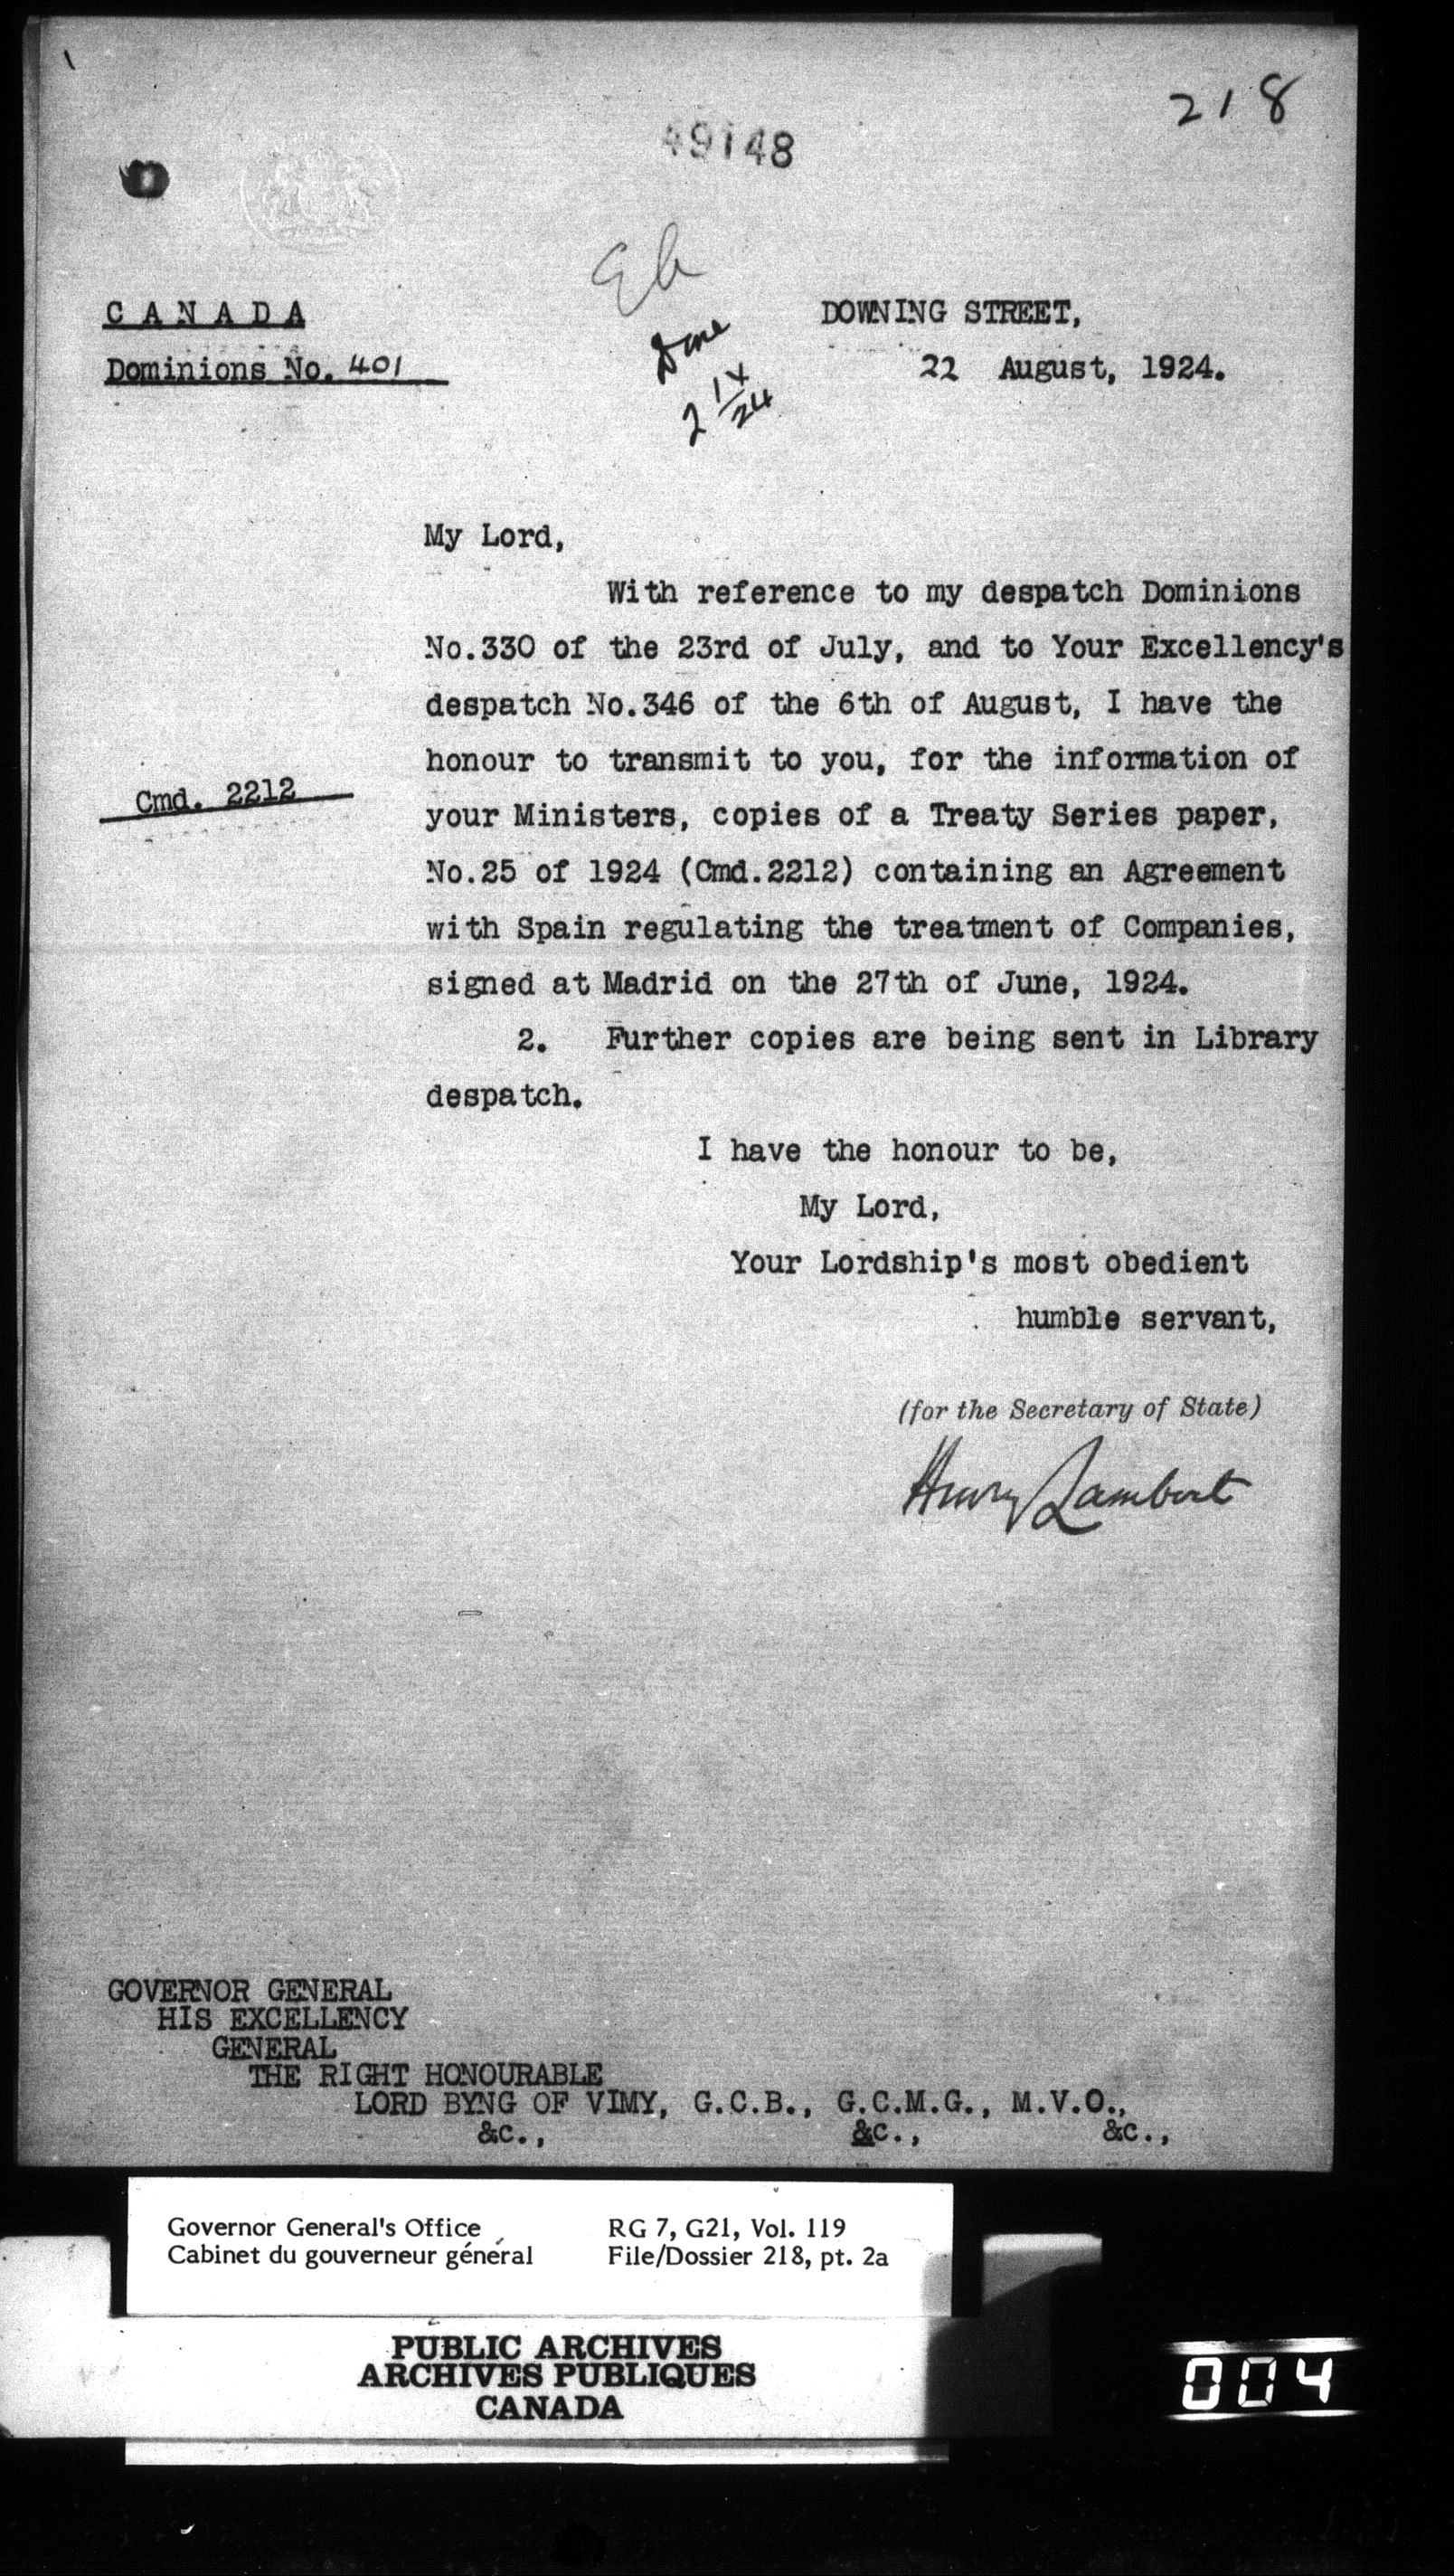 218
49148
C A N A D A
Dominions No. 401
DOWNING STREET,
22 August, 1924.
Done
2 IX/24
My Lord,
With reference to my despatch Dominions
No.330 of the 23rd of July, and to Your Excellency's
despatch No.346 of the 6th of August, I have the
honour to transmit to you, for the information of
Cmd. 2212
your Ministers, copies of a Treaty Series paper,
No.25 of 1924 (Cmd.2212) containing an Agreement
with Spain regulating the treatment of Companies,
signed at Madrid on the 27th of June, 1924.
2. Further copies are being sent in Library
despatch.
I have the honour to be,
My Lord,
Your Lordship's most obedient
humble servant,
(for the Secretary of State)
Henry Lambert
GOVERNOR GENERAL
HIS EXCELLENCY
GENERAL
THE RIGHT HONOURABLE
LORD BYNG OF VIMY, G.C.B., G.C.M.G., M.V.O.,
&c., &c., &c.,
Governor General's Office RG 7, G21, Vol. 119
Cabinet du gouverneur général File/Dossier 218, pt. 2a
PUBLIC ARCHIVES
ARCHIVES PUBLIQUES
CANADA
004